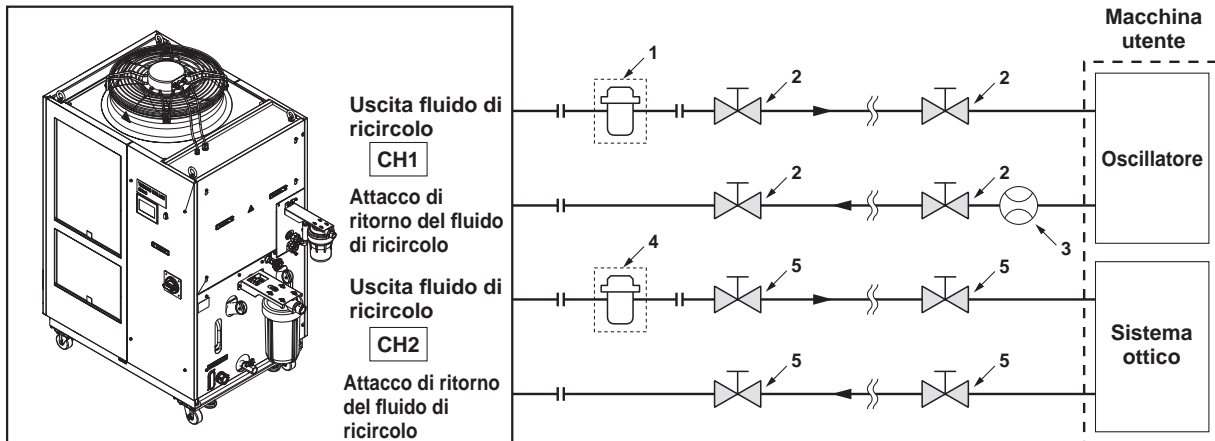 Macchina
utente
1
2
2
Uscita fluido di
ricircolo
CH1
Oscillatore
Attacco di
ritorno del fluido
di ricircolo
2
2
3
4
5
5
Uscita fluido di
ricircolo
CH2
Sistema
ottico
Attacco di ritorno
del fluido di
ricircolo
5
5